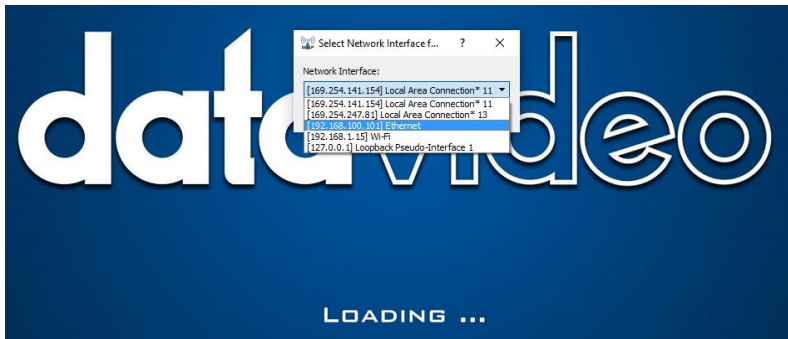 Select Network Interface f... ?
Network Interface:
[169.254.141.154] Local Area Connection* 11
[169.254.141.154] Local Area Connection* 11
[169.254.247.81] Local Area Connection* 13
[192.168.100.101] Ethernet
[192.168.1.15] Wi-Fi
[127.0.0.1] Loopback Pseudo-Interface 1
datavideo
LOADING ...